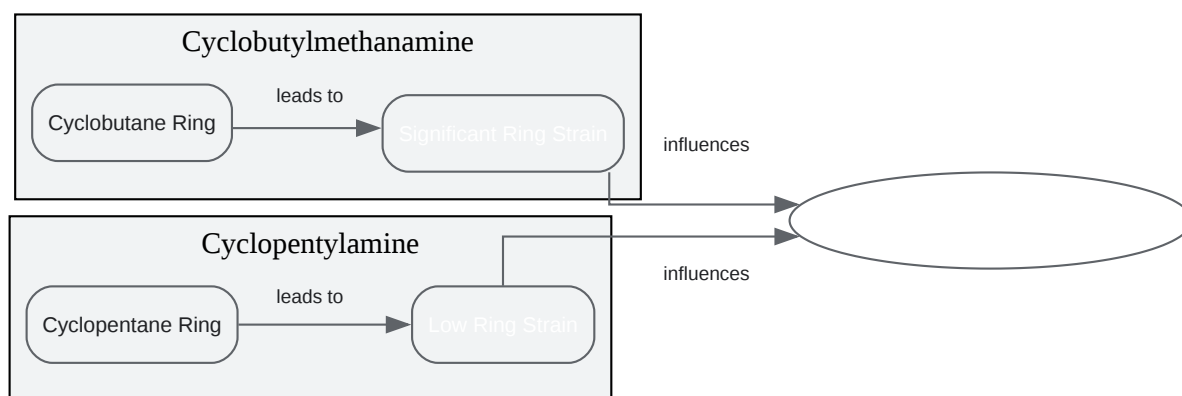 Cyclobutylmethanamine
Cyclobutane Ring
leads to
Significant Ring Strain
influences
Cyclopentylamine
Cyclopentane Ring
leads to
Low Ring Strain
influences